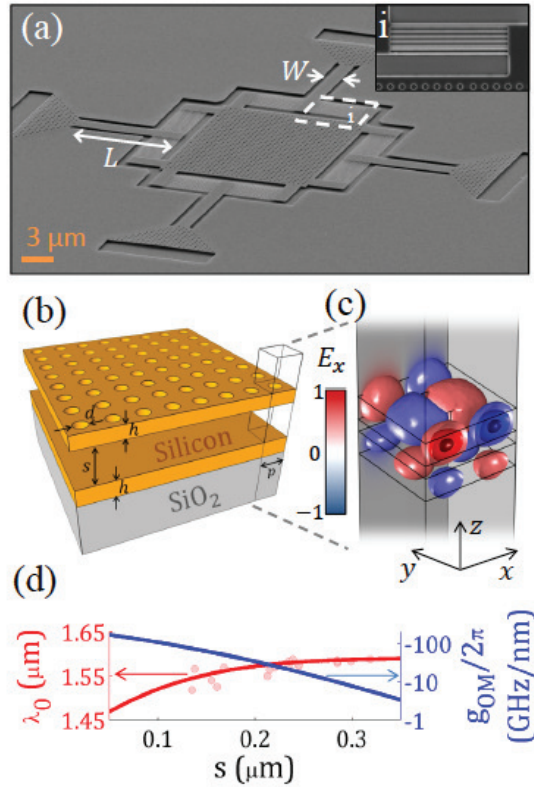 (a)
i
W
i
L
3 μm
(b)
(c)
Eₓ
1
0
−1
d
h
s
Silicon
h
p
SiO₂
z
y
x
(d)
λ₀ (μm)
1.65
1.55
1.45
0.1
0.2
0.3
s (μm)
-100
-10
-1
g_OM/2π
(GHz/nm)